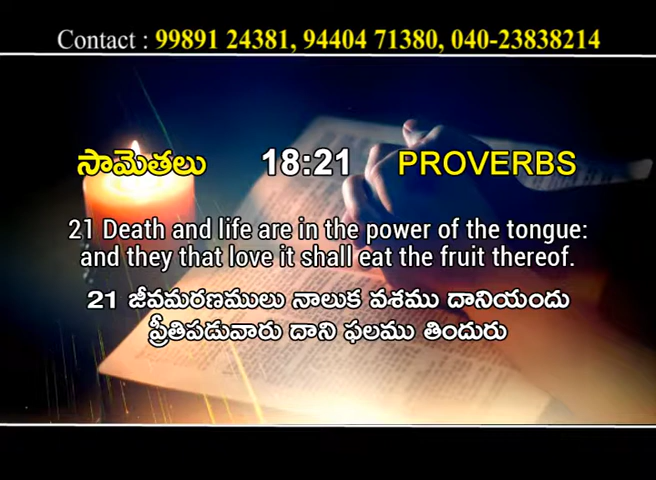 Contact : 99891 24381, 94404 71380, 040-23838214
సామెతలు 18:21 PROVERBS
21 Death and life are in the power of the tongue:
and they that love it shall eat the fruit thereof.
21 జీవమరణములు నాలుక వశము దానియందు
ప్రీతిపడువారు దాని ఫలము తిందురు